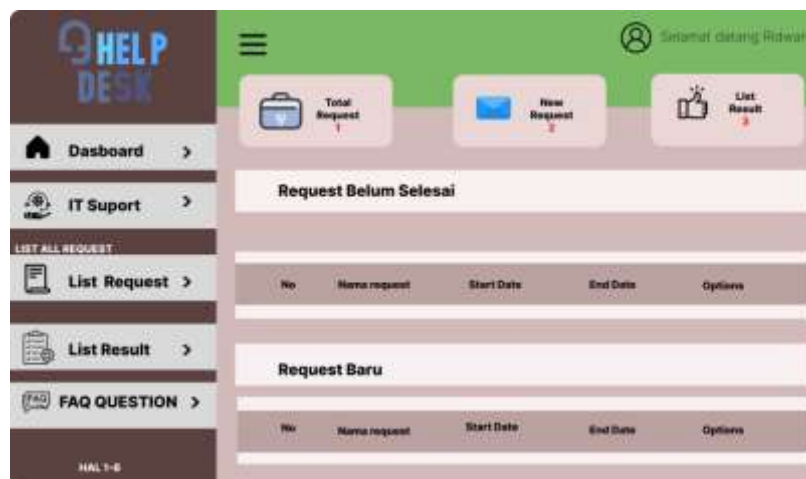 HELP
DESK
Selamat datang Ridwan
Total
Request
1
New
Request
2
List
Result
3
Dasboard >
IT Suport >
LIST ALL REQUEST
List Request >
List Result >
FAQ
FAQ QUESTION >
HAL 1-6
Request Belum Selesai
No Nama request Start Date End Date Options
Request Baru
No Nama request Start Date End Date Options